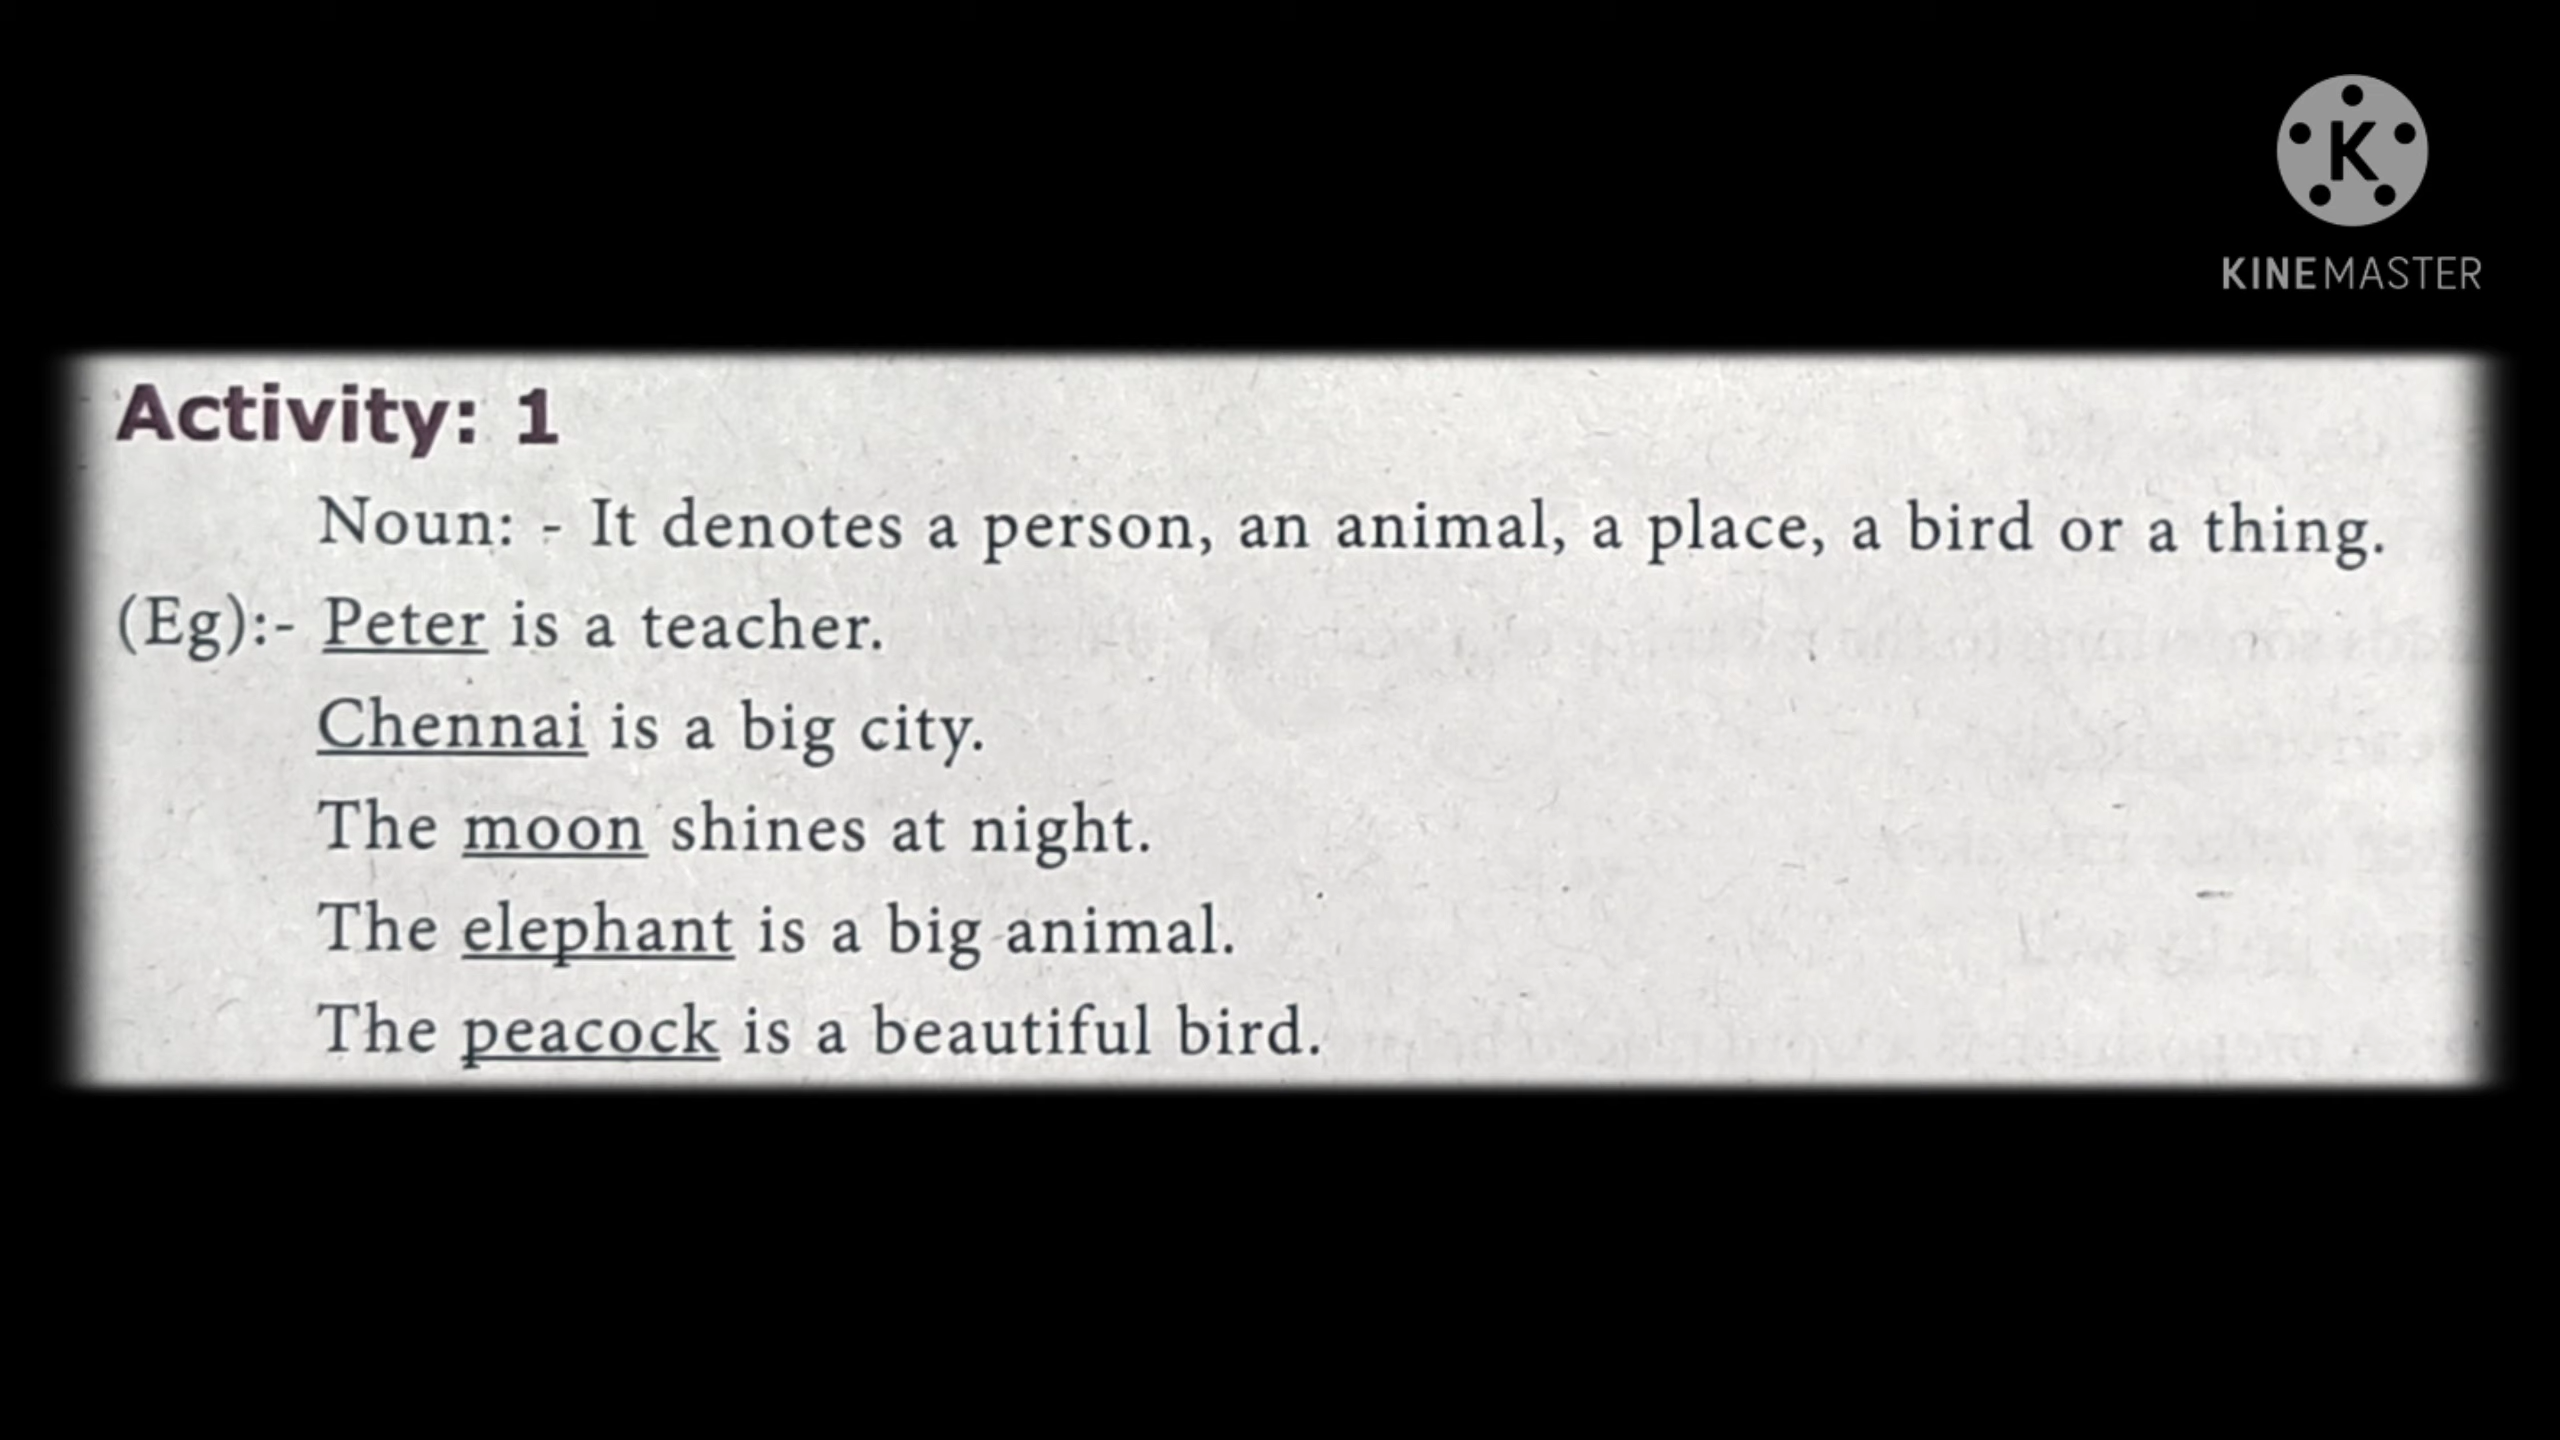 K
KINEMASTER
Activity: 1
Noun: - It denotes a person, an animal, a place, a bird or a thing.
(Eg):- Peter is a teacher.
Chennai is a big city.
The moon shines at night.
The elephant is a big animal.
The peacock is a beautiful bird.